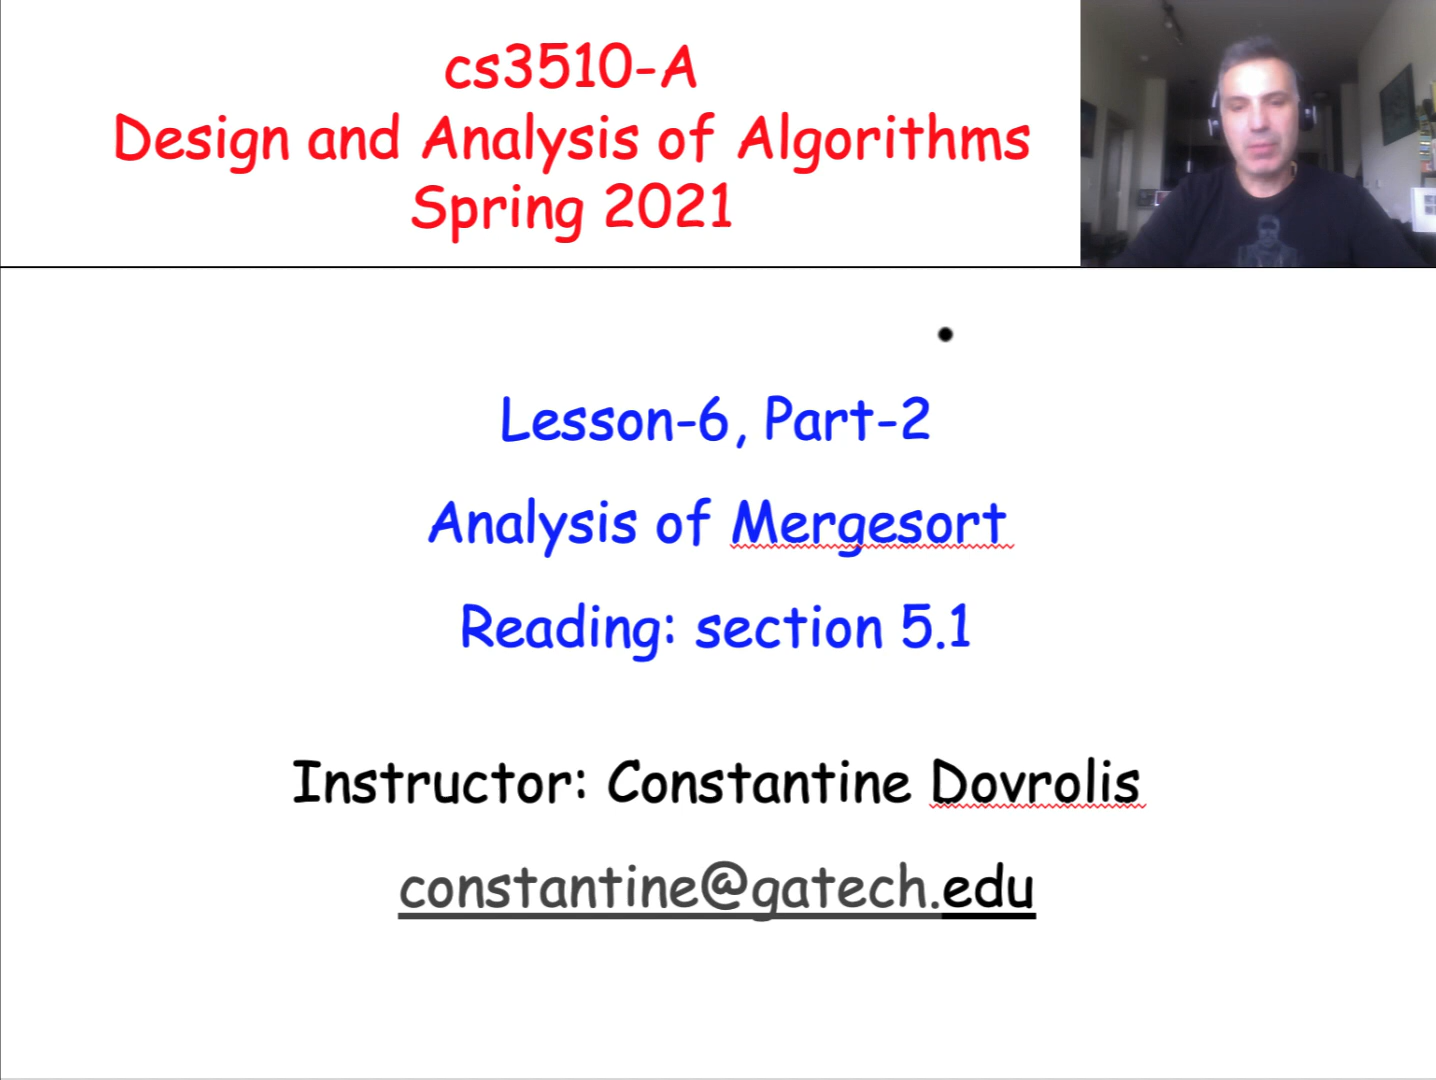 cs3510-A
Design and Analysis of Algorithms
Spring 2021
Lesson-6, Part-2
Analysis of Mergesort
Reading: section 5.1
Instructor: Constantine Dovrolis
constantine@gatech.edu